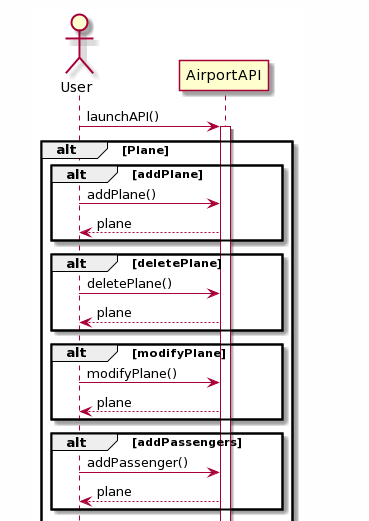 User
AirportAPI
launchAPI()
alt [Plane]
alt [addPlane]
addPlane()
plane
alt [deletePlane]
deletePlane()
plane
alt [modifyPlane]
modifyPlane()
plane
alt [addPassengers]
addPassenger()
plane